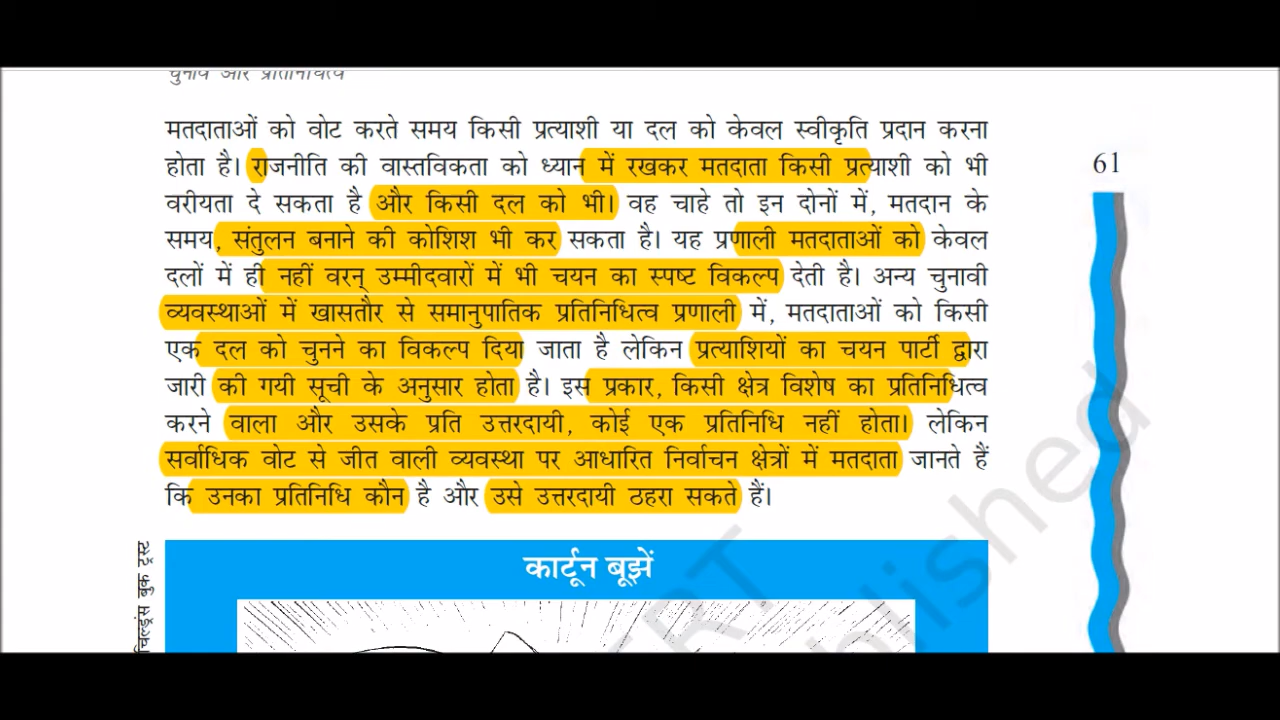 चुनाव और प्रतिनिधित्व
मतदाताओं को वोट करते समय किसी प्रत्याशी या दल को केवल स्वीकृति प्रदान करना
होता है। राजनीति की वास्तविकता को ध्यान में रखकर मतदाता किसी प्रत्याशी को भी
वरीयता दे सकता है और किसी दल को भी। वह चाहे तो इन दोनों में, मतदान के
समय, संतुलन बनाने की कोशिश भी कर सकता है। यह प्रणाली मतदाताओं को केवल
दलों में ही नहीं वरन् उम्मीदवारों में भी चयन का स्पष्ट विकल्प देती है। अन्य चुनावी
व्यवस्थाओं में खासतौर से समानुपातिक प्रतिनिधित्व प्रणाली में, मतदाताओं को किसी
एक दल को चुनने का विकल्प दिया जाता है लेकिन प्रत्याशियों का चयन पार्टी द्वारा
जारी की गयी सूची के अनुसार होता है। इस प्रकार, किसी क्षेत्र विशेष का प्रतिनिधित्व
करने वाला और उसके प्रति उत्तरदायी, कोई एक प्रतिनिधि नहीं होता। लेकिन
सर्वाधिक वोट से जीत वाली व्यवस्था पर आधारित निर्वाचन क्षेत्रों में मतदाता जानते हैं
कि उनका प्रतिनिधि कौन है और उसे उत्तरदायी ठहरा सकते हैं।
61
चिल्ड्रंस बुक ट्रस्ट
कार्टून बूझें